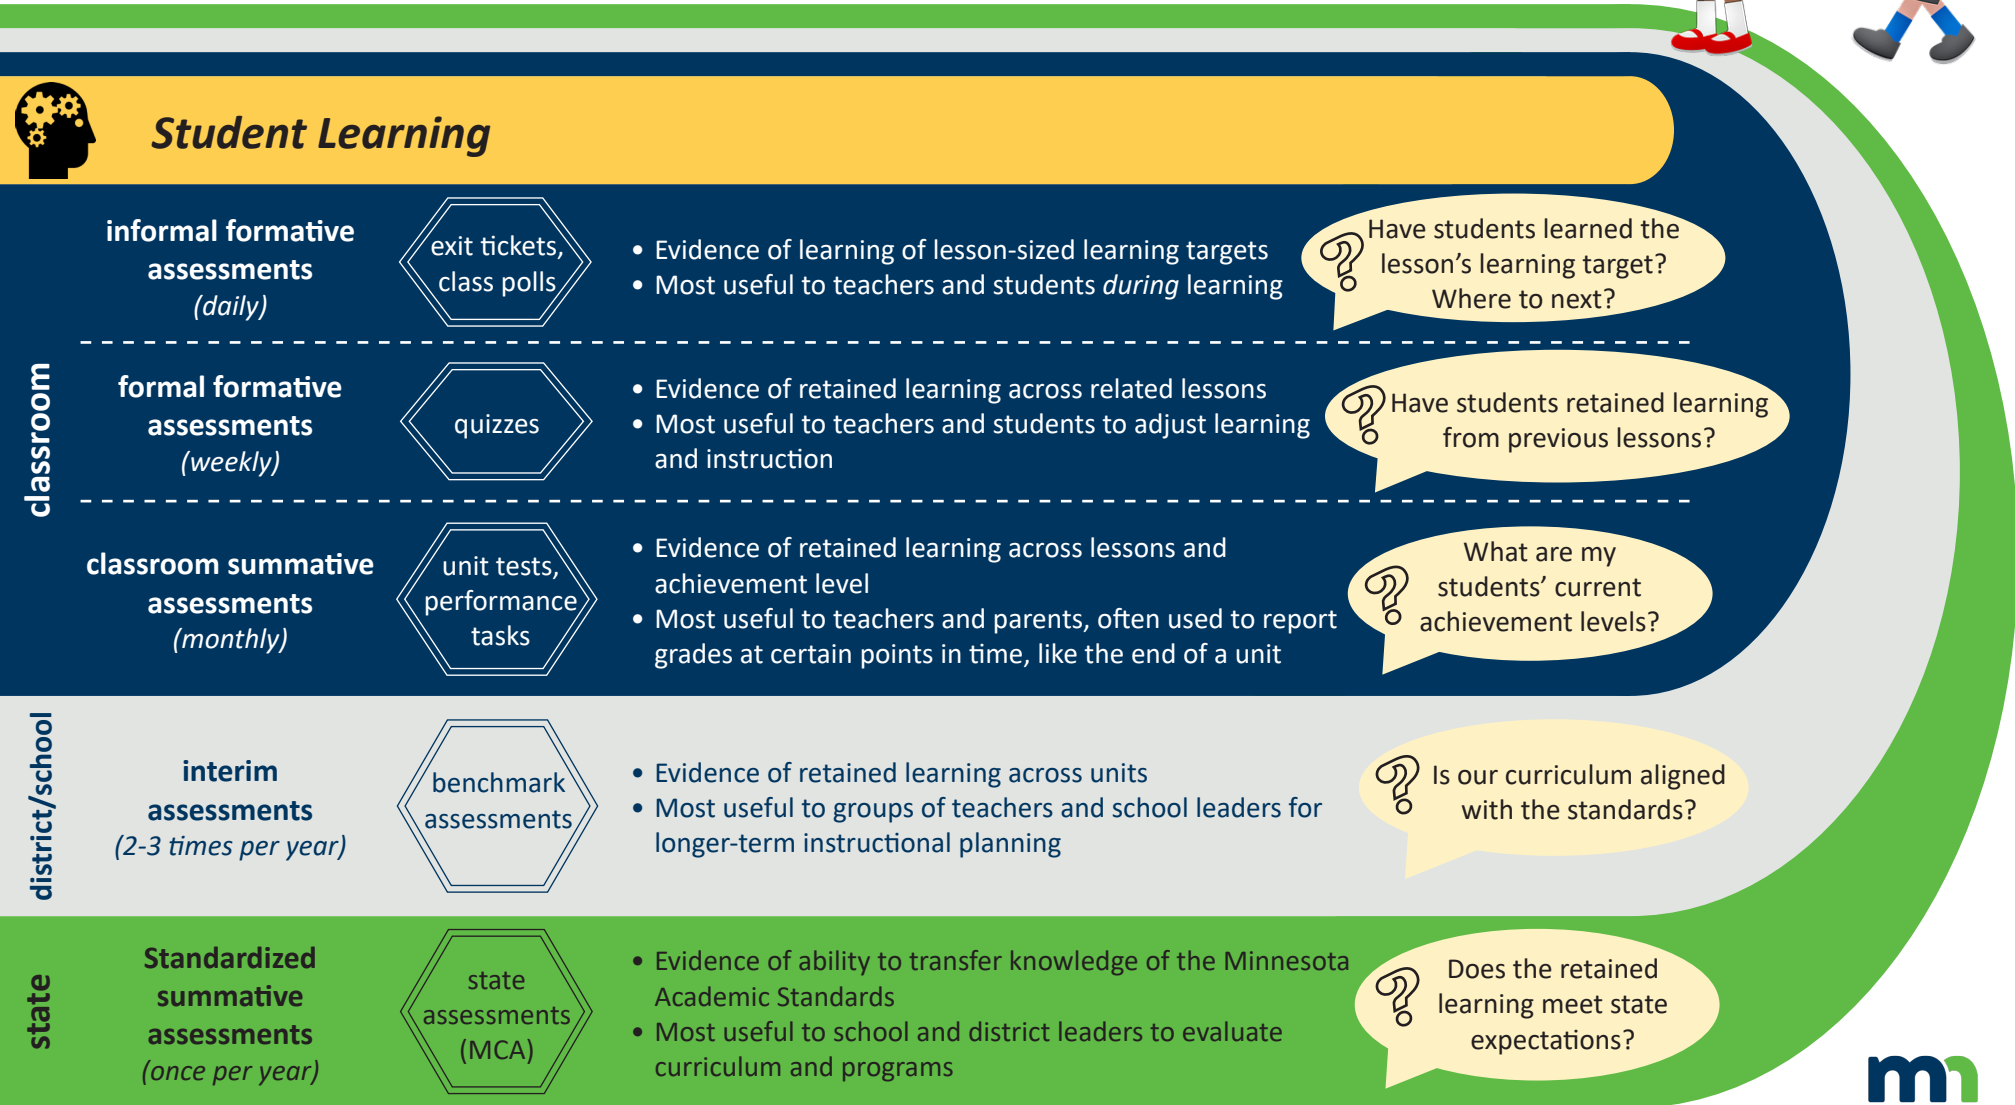 Student Learning
classroom
informal formative
assessments
(daily)
exit tickets,
class polls
• Evidence of learning of lesson-sized learning targets
• Most useful to teachers and students during learning
Have students learned the
lesson’s learning target?
Where to next?
formal formative
assessments
(weekly)
quizzes
• Evidence of retained learning across related lessons
• Most useful to teachers and students to adjust learning
and instruction
Have students retained learning
from previous lessons?
classroom summative
assessments
(monthly)
unit tests,
performance
tasks
• Evidence of retained learning across lessons and
achievement level
• Most useful to teachers and parents, often used to report
grades at certain points in time, like the end of a unit
What are my
students’ current
achievement levels?
district/school
interim
assessments
(2-3 times per year)
benchmark
assessments
• Evidence of retained learning across units
• Most useful to groups of teachers and school leaders for
longer-term instructional planning
Is our curriculum aligned
with the standards?
state
Standardized
summative
assessments
(once per year)
state
assessments
(MCA)
• Evidence of ability to transfer knowledge of the Minnesota
Academic Standards
• Most useful to school and district leaders to evaluate
curriculum and programs
Does the retained
learning meet state
expectations?
mn